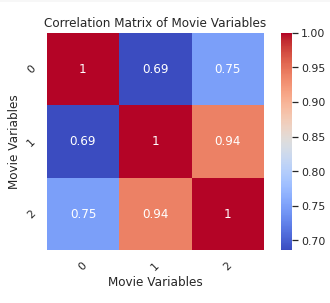 Correlation Matrix of Movie Variables
Movie Variables
0
1
2
1 0.69 0.75
0.69 1 0.94
0.75 0.94 1
0 1 2
Movie Variables
1.00
0.95
0.90
0.85
0.80
0.75
0.70